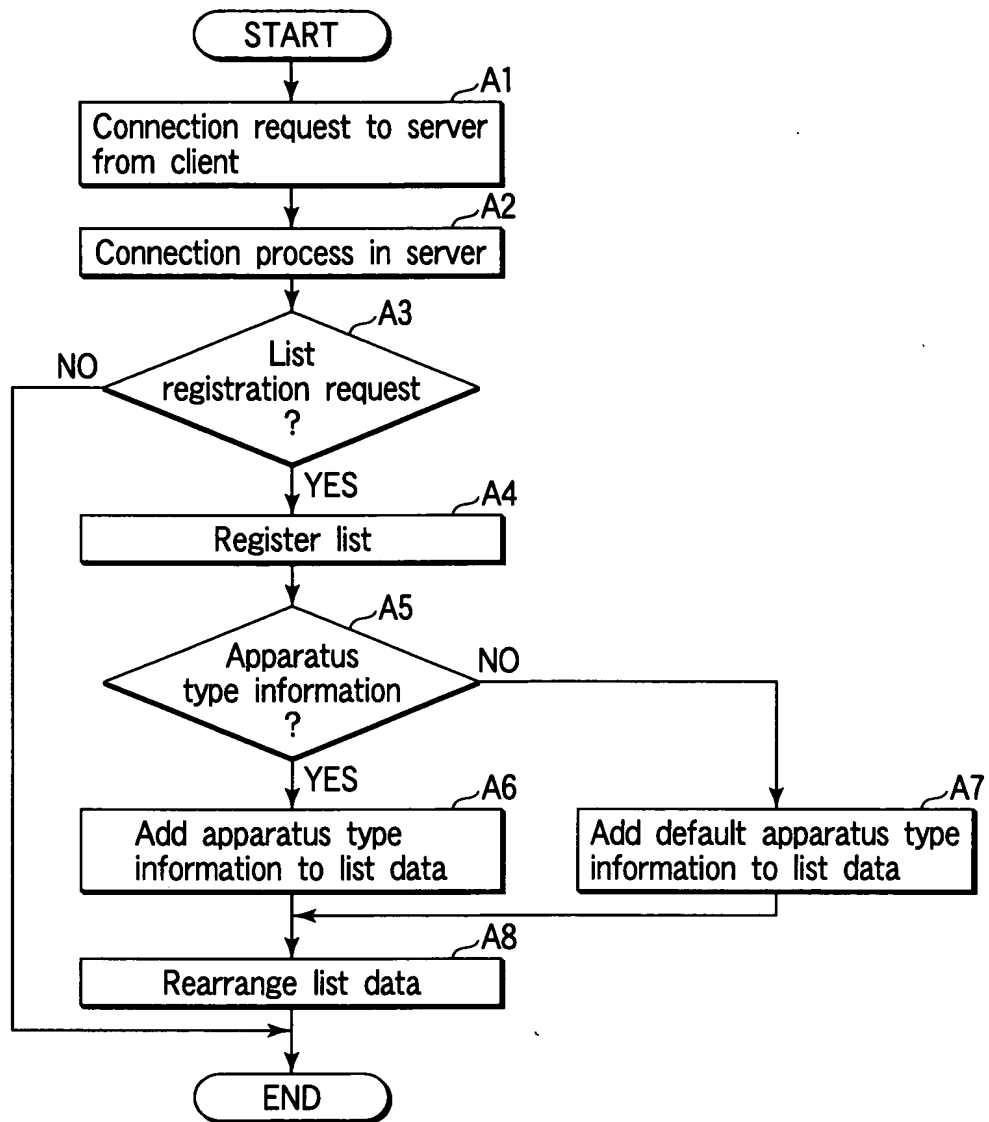 START
A1
Connection request to server
from client
A2
Connection process in server
A3
List
registration request
?
NO
YES
A4
Register list
A5
Apparatus
type information
?
NO
YES
A6
Add apparatus type
information to list data
A7
Add default apparatus type
information to list data
A8
Rearrange list data
END